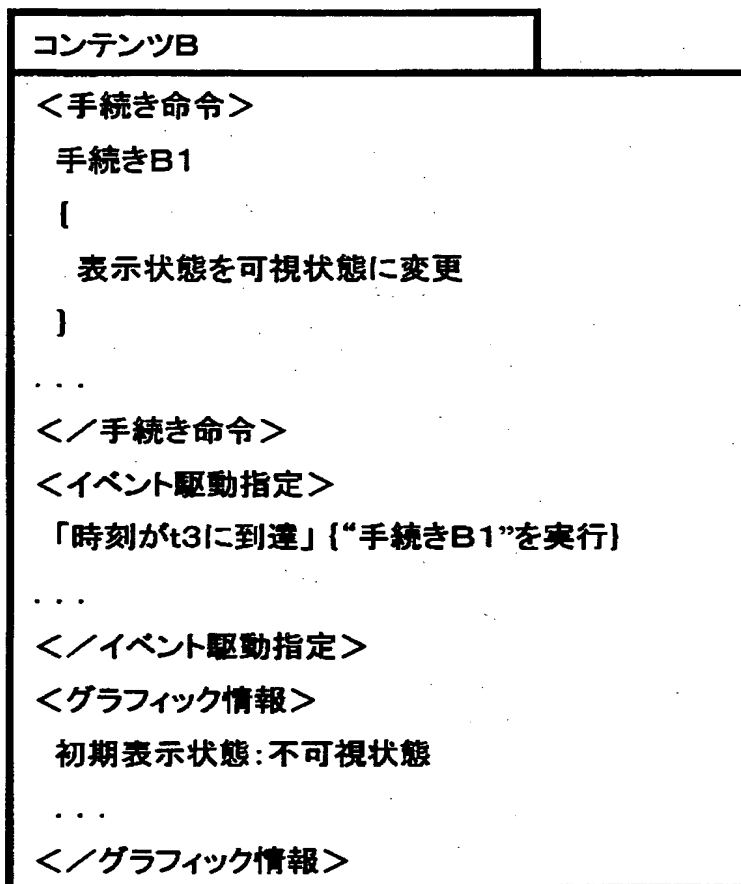 コンテンツB
＜手続き命令＞
手続きB1
{
表示状態を可視状態に変更
}
...
＜／手続き命令＞
＜イベント駆動指定＞
「時刻がt3に到達」{“手続きB1”を実行}
...
＜／イベント駆動指定＞
＜グラフィック情報＞
初期表示状態:不可視状態
...
＜／グラフィック情報＞